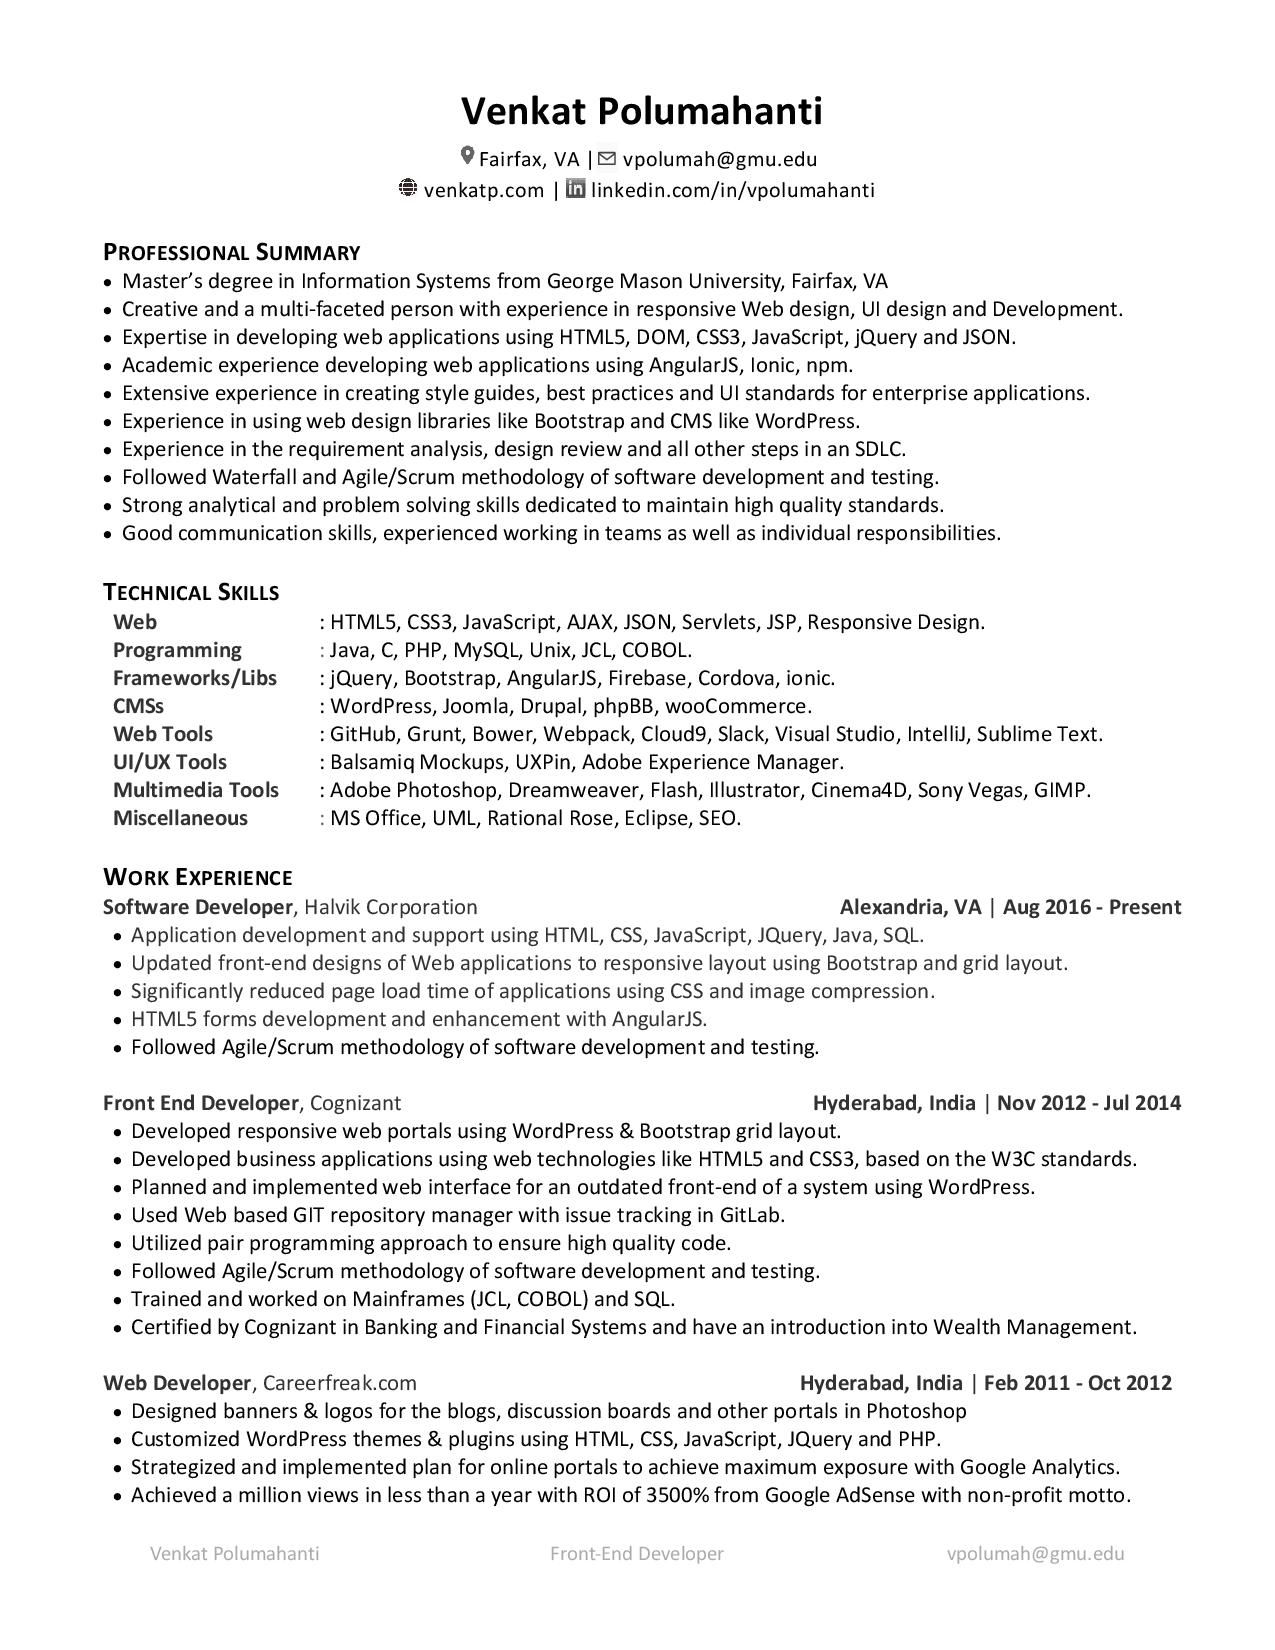 Venkat Polumahanti
Fairfax, VA | vpolumah@gmu.edu
venkatp.com | linkedin.com/in/vpolumahanti
PROFESSIONAL SUMMARY
• Master’s degree in Information Systems from George Mason University, Fairfax, VA
• Creative and a multi-faceted person with experience in responsive Web design, UI design and Development.
• Expertise in developing web applications using HTML5, DOM, CSS3, JavaScript, jQuery and JSON.
• Academic experience developing web applications using AngularJS, Ionic, npm.
• Extensive experience in creating style guides, best practices and UI standards for enterprise applications.
• Experience in using web design libraries like Bootstrap and CMS like WordPress.
• Experience in the requirement analysis, design review and all other steps in an SDLC.
• Followed Waterfall and Agile/Scrum methodology of software development and testing.
• Strong analytical and problem solving skills dedicated to maintain high quality standards.
• Good communication skills, experienced working in teams as well as individual responsibilities.
TECHNICAL SKILLS
Web : HTML5, CSS3, JavaScript, AJAX, JSON, Servlets, JSP, Responsive Design.
Programming : Java, C, PHP, MySQL, Unix, JCL, COBOL.
Frameworks/Libs : jQuery, Bootstrap, AngularJS, Firebase, Cordova, ionic.
CMSs : WordPress, Joomla, Drupal, phpBB, wooCommerce.
Web Tools : GitHub, Grunt, Bower, Webpack, Cloud9, Slack, Visual Studio, IntelliJ, Sublime Text.
UI/UX Tools : Balsamiq Mockups, UXPin, Adobe Experience Manager.
Multimedia Tools : Adobe Photoshop, Dreamweaver, Flash, Illustrator, Cinema4D, Sony Vegas, GIMP.
Miscellaneous : MS Office, UML, Rational Rose, Eclipse, SEO.
WORK EXPERIENCE
Software Developer, Halvik Corporation Alexandria, VA | Aug 2016 - Present
• Application development and support using HTML, CSS, JavaScript, JQuery, Java, SQL.
• Updated front-end designs of Web applications to responsive layout using Bootstrap and grid layout.
• Significantly reduced page load time of applications using CSS and image compression.
• HTML5 forms development and enhancement with AngularJS.
• Followed Agile/Scrum methodology of software development and testing.
Front End Developer, Cognizant Hyderabad, India | Nov 2012 - Jul 2014
• Developed responsive web portals using WordPress & Bootstrap grid layout.
• Developed business applications using web technologies like HTML5 and CSS3, based on the W3C standards.
• Planned and implemented web interface for an outdated front-end of a system using WordPress.
• Used Web based GIT repository manager with issue tracking in GitLab.
• Utilized pair programming approach to ensure high quality code.
• Followed Agile/Scrum methodology of software development and testing.
• Trained and worked on Mainframes (JCL, COBOL) and SQL.
• Certified by Cognizant in Banking and Financial Systems and have an introduction into Wealth Management.
Web Developer, Careerfreak.com Hyderabad, India | Feb 2011 - Oct 2012
• Designed banners & logos for the blogs, discussion boards and other portals in Photoshop
• Customized WordPress themes & plugins using HTML, CSS, JavaScript, JQuery and PHP.
• Strategized and implemented plan for online portals to achieve maximum exposure with Google Analytics.
• Achieved a million views in less than a year with ROI of 3500% from Google AdSense with non-profit motto.
Venkat Polumahanti Front-End Developer vpolumah@gmu.edu